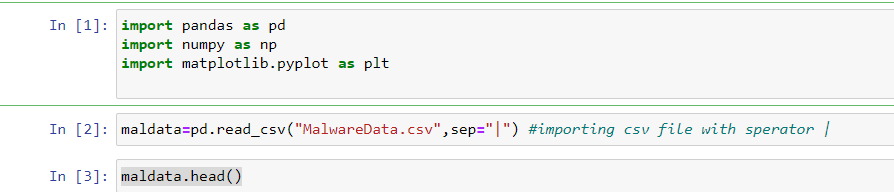 In [1]: import pandas as pd
import numpy as np
import matplotlib.pyplot as plt
In [2]: maldata=pd.read_csv("MalwareData.csv",sep="|") #importing csv file with sperator |
In [3]: maldata.head()